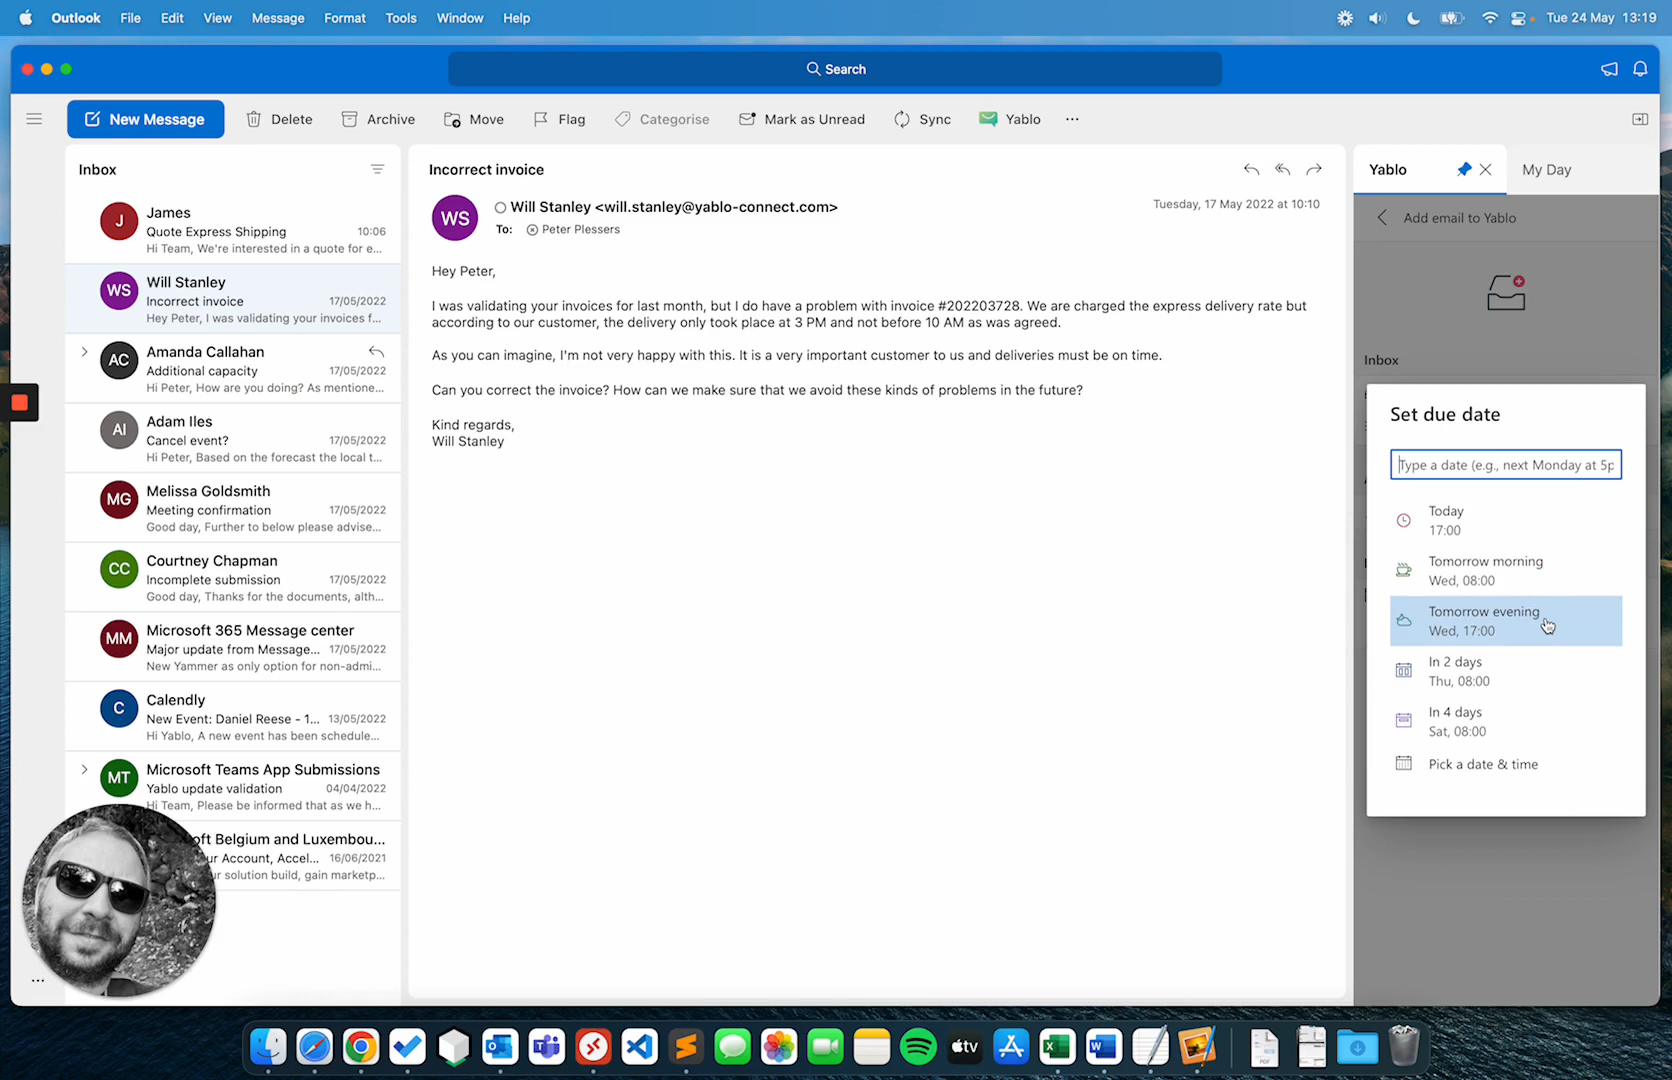 Outlook File Edit View Message Format Tools Window Help
Tue 24 May 13:19
Search
New Message Delete Archive Move Flag Categorise Mark as Unread Sync Yablo ...
Inbox
J
James
Quote Express Shipping 10:06
Hi Team, We're interested in a quote for e...
WS
Will Stanley
Incorrect invoice 17/05/2022
Hey Peter, I was validating your invoices f...
AC
Amanda Callahan
Additional capacity 17/05/2022
Hi Peter, How are you doing? As mentione...
AI
Adam Iles
Cancel event? 17/05/2022
Hi Peter, Based on the forecast the local t...
MG
Melissa Goldsmith
Meeting confirmation 17/05/2022
Good day, Further to below please advise...
CC
Courtney Chapman
Incomplete submission 17/05/2022
Good day, Thanks for the documents, alth...
MM
Microsoft 365 Message center
Major update from Message... 17/05/2022
New Yammer as only option for non-admi...
C
Calendly
New Event: Daniel Reese - 1... 13/05/2022
Hi Yablo, A new event has been schedule...
MT
Microsoft Teams App Submissions
Yablo update validation 04/04/2022
Hi Team, Please be informed that as we h...
oft Belgium and Luxembou...
ur Account, Accel... 16/06/2021
ur solution build, gain marketp...
...
Incorrect invoice
WS
Will Stanley <will.stanley@yablo-connect.com>
Tuesday, 17 May 2022 at 10:10
To: Peter Plessers
Hey Peter,
I was validating your invoices for last month, but I do have a problem with invoice #202203728. We are charged the express delivery rate but
according to our customer, the delivery only took place at 3 PM and not before 10 AM as was agreed.
As you can imagine, I'm not very happy with this. It is a very important customer to us and deliveries must be on time.
Can you correct the invoice? How can we make sure that we avoid these kinds of problems in the future?
Kind regards,
Will Stanley
Yablo My Day
Add email to Yablo
Inbox
Set due date
Type a date (e.g., next Monday at 5p
Today
17:00
Tomorrow morning
Wed, 08:00
Tomorrow evening
Wed, 17:00
In 2 days
Thu, 08:00
In 4 days
Sat, 08:00
Pick a date & time
tv
PDF